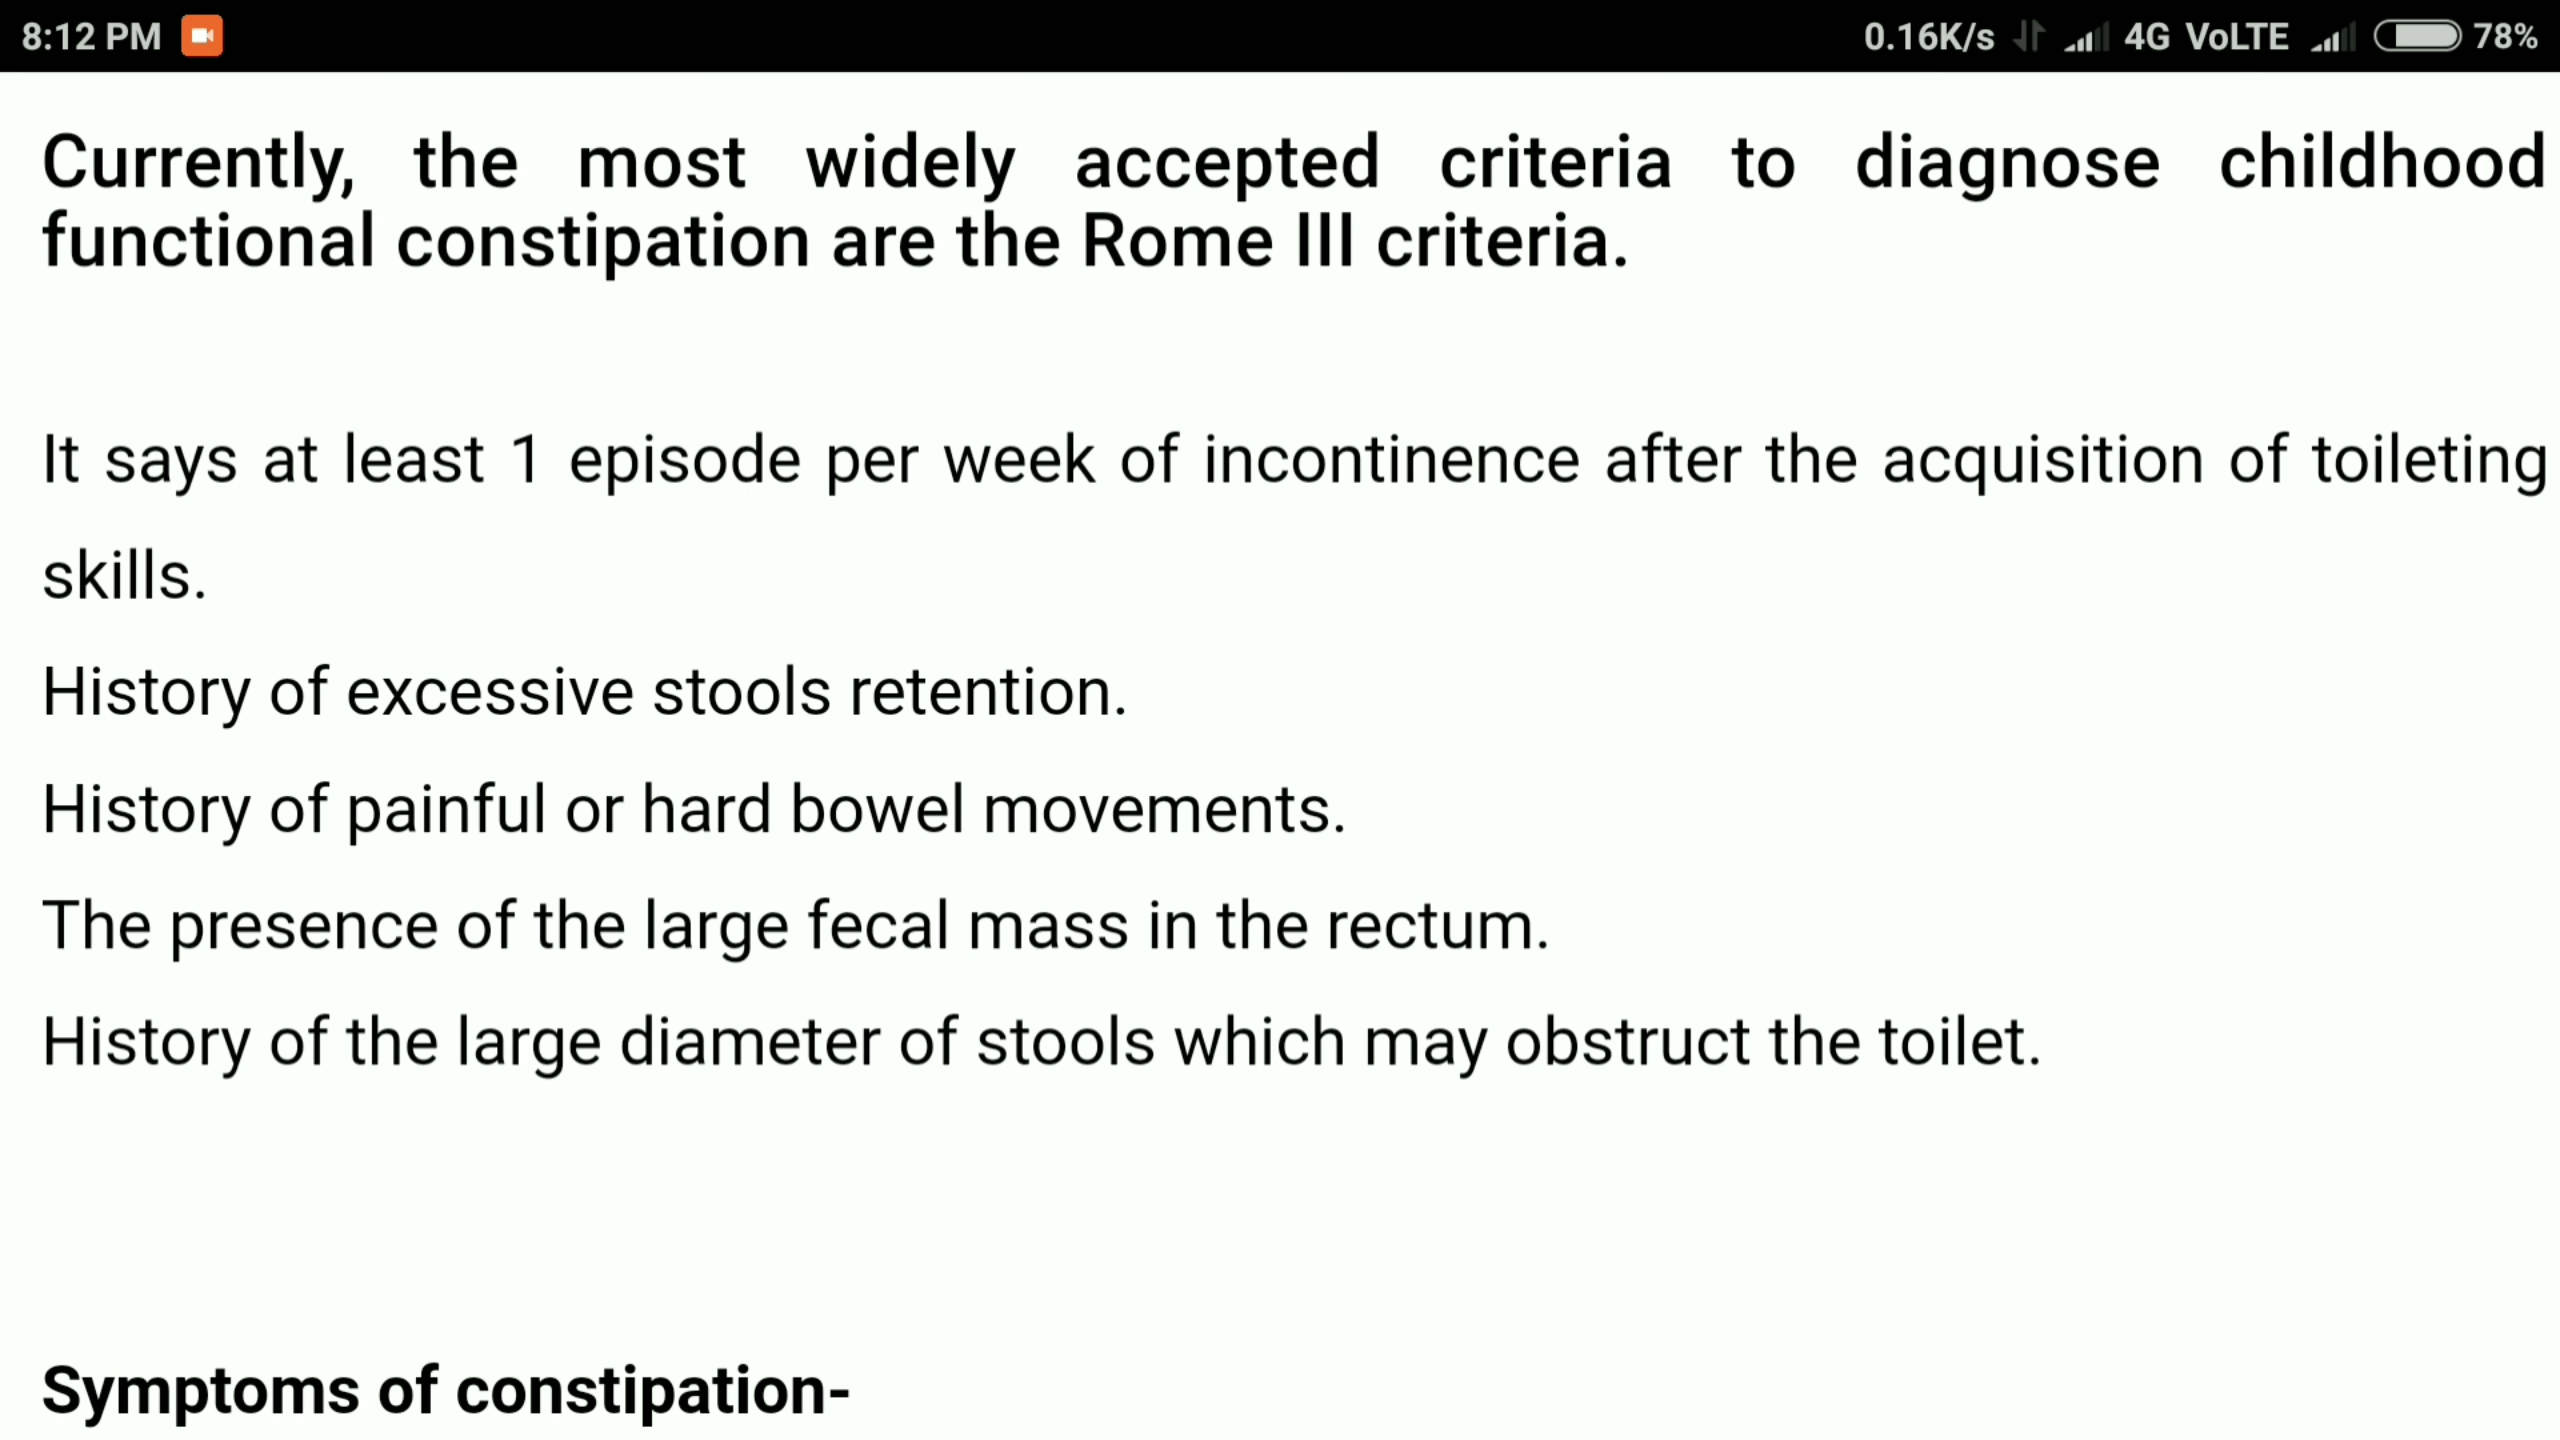 8:12 PM 0.16K/s 4G VoLTE 78%
Currently, the most widely accepted criteria to diagnose childhood
functional constipation are the Rome III criteria.
It says at least 1 episode per week of incontinence after the acquisition of toileting
skills.
History of excessive stools retention.
History of painful or hard bowel movements.
The presence of the large fecal mass in the rectum.
History of the large diameter of stools which may obstruct the toilet.
Symptoms of constipation-